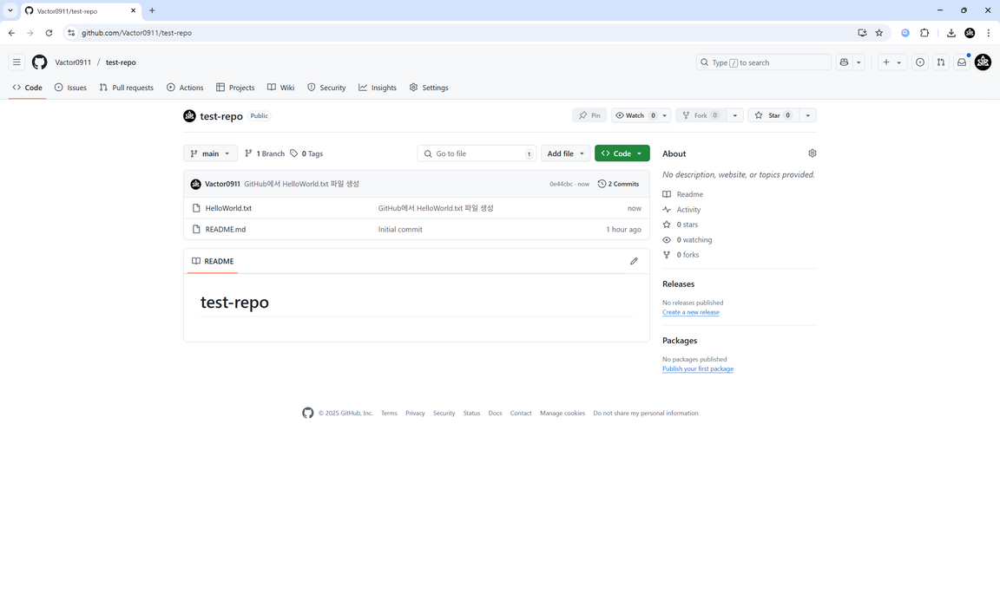 Vactor0911/test-repo
github.com/Vactor0911/test-repo
Vactor0911 / test-repo
Type / to search
Code Issues Pull requests Actions Projects Wiki Security Insights Settings
test-repo Public
Pin Watch 0 Fork 0 Star 0
main 1 Branch 0 Tags Go to file t Add file Code
Vactor0911 GitHub에서 HelloWorld.txt 파일 생성 0e44cbc · now 2 Commits
HelloWorld.txt GitHub에서 HelloWorld.txt 파일 생성 now
README.md Initial commit 1 hour ago
README
test-repo
About
No description, website, or topics provided.
Readme
Activity
0 stars
0 watching
0 forks
Releases
No releases published
Create a new release
Packages
No packages published
Publish your first package
© 2025 GitHub, Inc. Terms Privacy Security Status Docs Contact Manage cookies Do not share my personal information